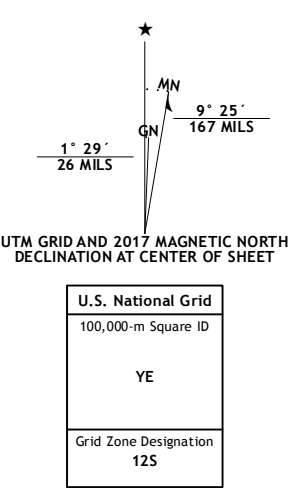 ★
MN
9° 25´
167 MILS
GN
1° 29´
26 MILS
UTM GRID AND 2017 MAGNETIC NORTH
DECLINATION AT CENTER OF SHEET
U.S. National Grid
100,000-m Square ID
YE
Grid Zone Designation
12S